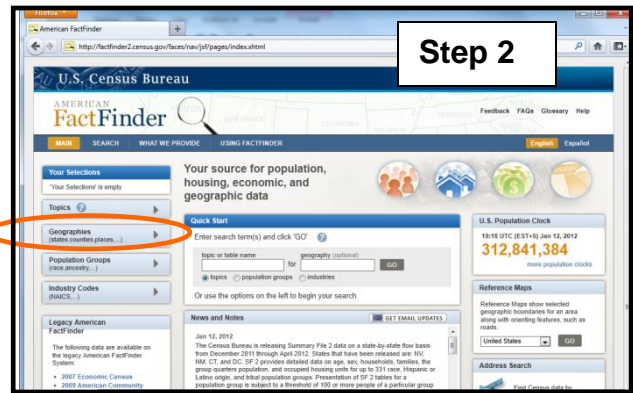 Firefox
American FactFinder
+
http://factfinder2.census.gov/faces/nav/jsf/pages/index.xhtml
Step 2
U.S. Census Bureau
AMERICAN
FactFinder
Feedback FAQs Glossary Help
MAIN SEARCH WHAT WE PROVIDE USING FACTFINDER
English Español
Your Selections
'Your Selections' is empty
Topics
Geographies
(states,counties,places,...)
Population Groups
(race,ancestry,...)
Industry Codes
(NAICS,...)
Legacy American
FactFinder
The following data are available on
the legacy American FactFinder
System:
• 2007 Economic Census
• 2009 American Community
Your source for population,
housing, economic, and
geographic data
Quick Start
Enter search term(s) and click 'GO'
topic or table name
geography (optional)
for
GO
topics population groups industries
Or use the options on the left to begin your search
News and Notes
GET EMAIL UPDATES
Jan 12, 2012
The Census Bureau is releasing Summary File 2 data on a state-by-state flow basis
from December 2011 through April 2012. States that have been released are: NV,
NM, CT, and DC. SF 2 provides detailed data on age, sex, households, families, the
group quarters population, and occupied housing units for up to 331 race, Hispanic or
Latino origin, and tribal population groups. Presentation of SF 2 tables for a
population group is subject to a threshold of 100 or more people of a particular group
U.S. Population Clock
19:18 UTC (EST+5) Jan 12, 2012
312,841,384
more population clocks
Reference Maps
Reference Maps show selected
geographic boundaries for an area
along with orienting features, such as
roads.
United States
GO
Address Search
Find Census data by